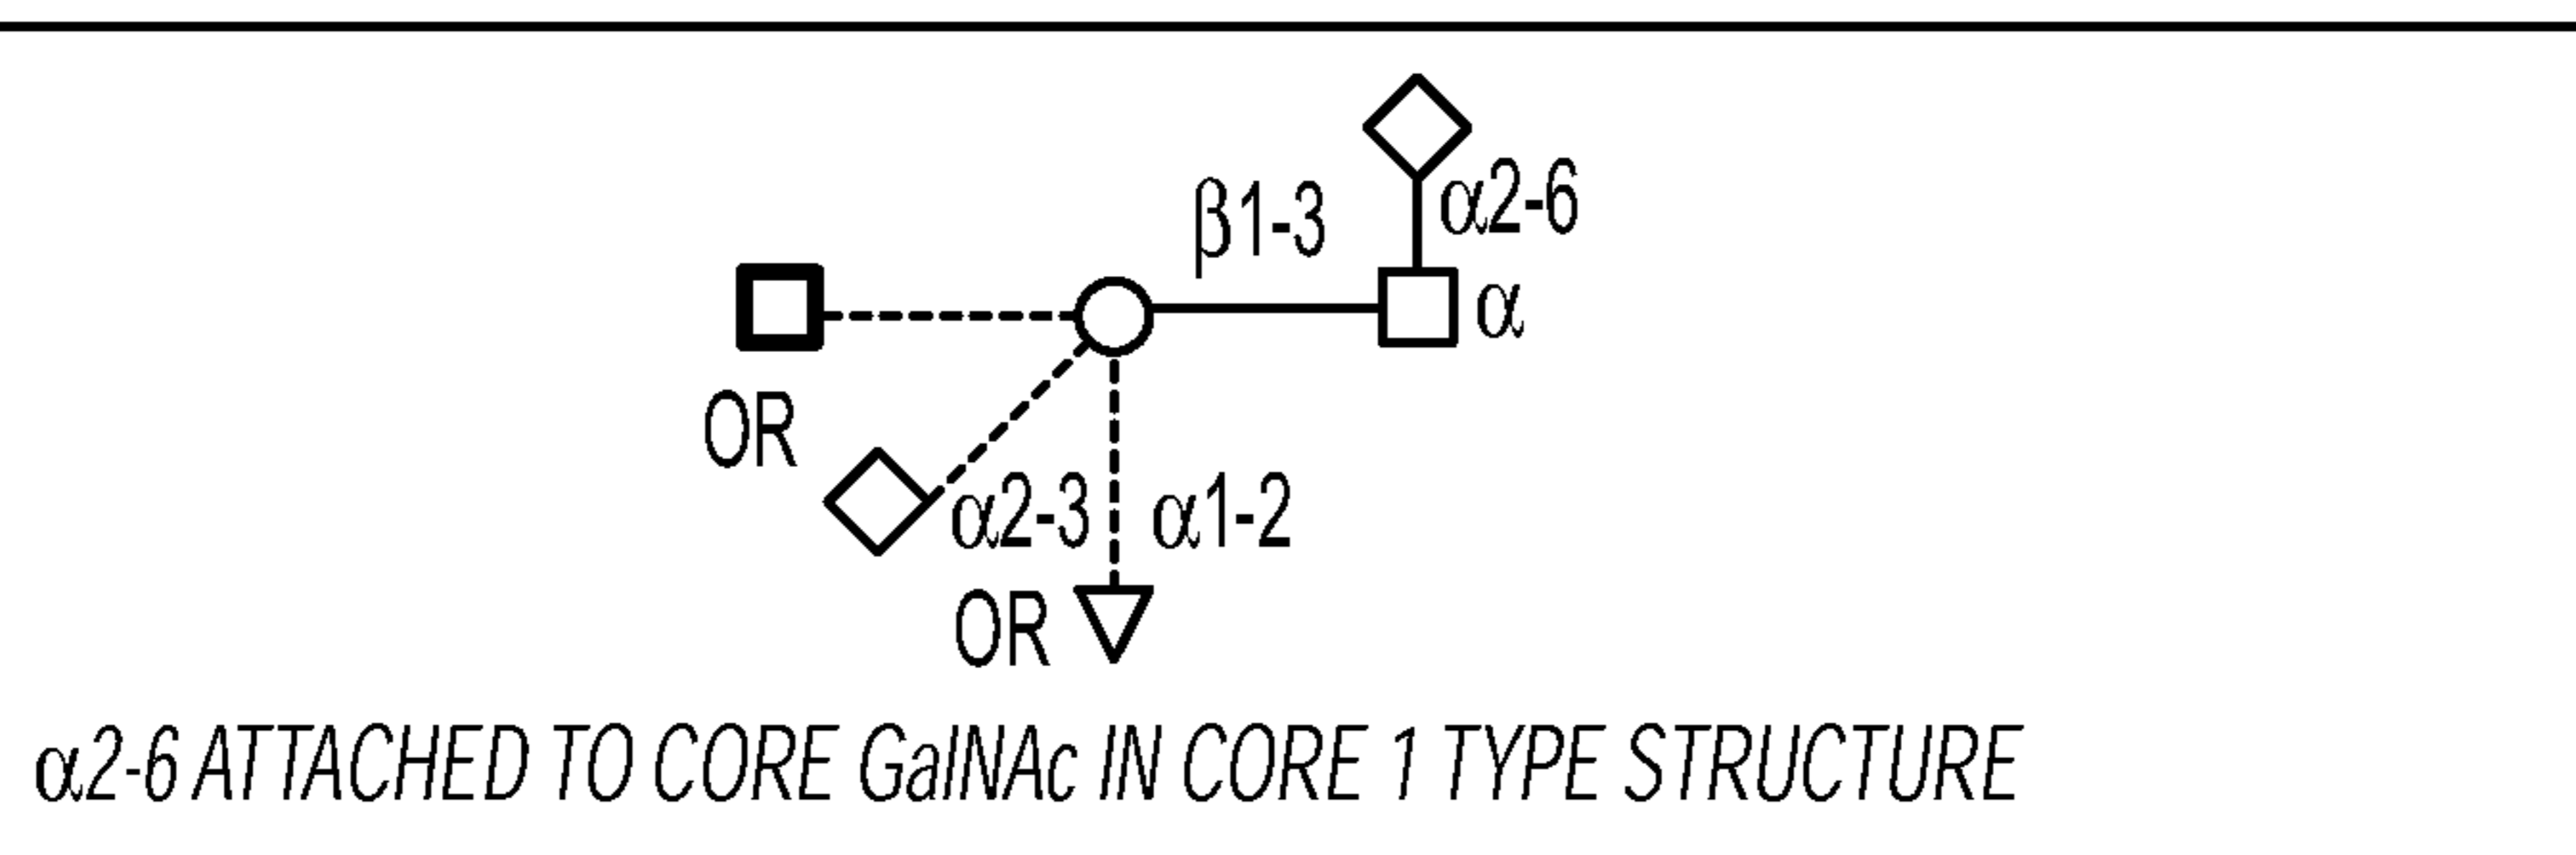 α2-6
β1-3
α
OR
α2-3
α1-2
OR
α2-6 ATTACHED TO CORE GalNAc IN CORE 1 TYPE STRUCTURE